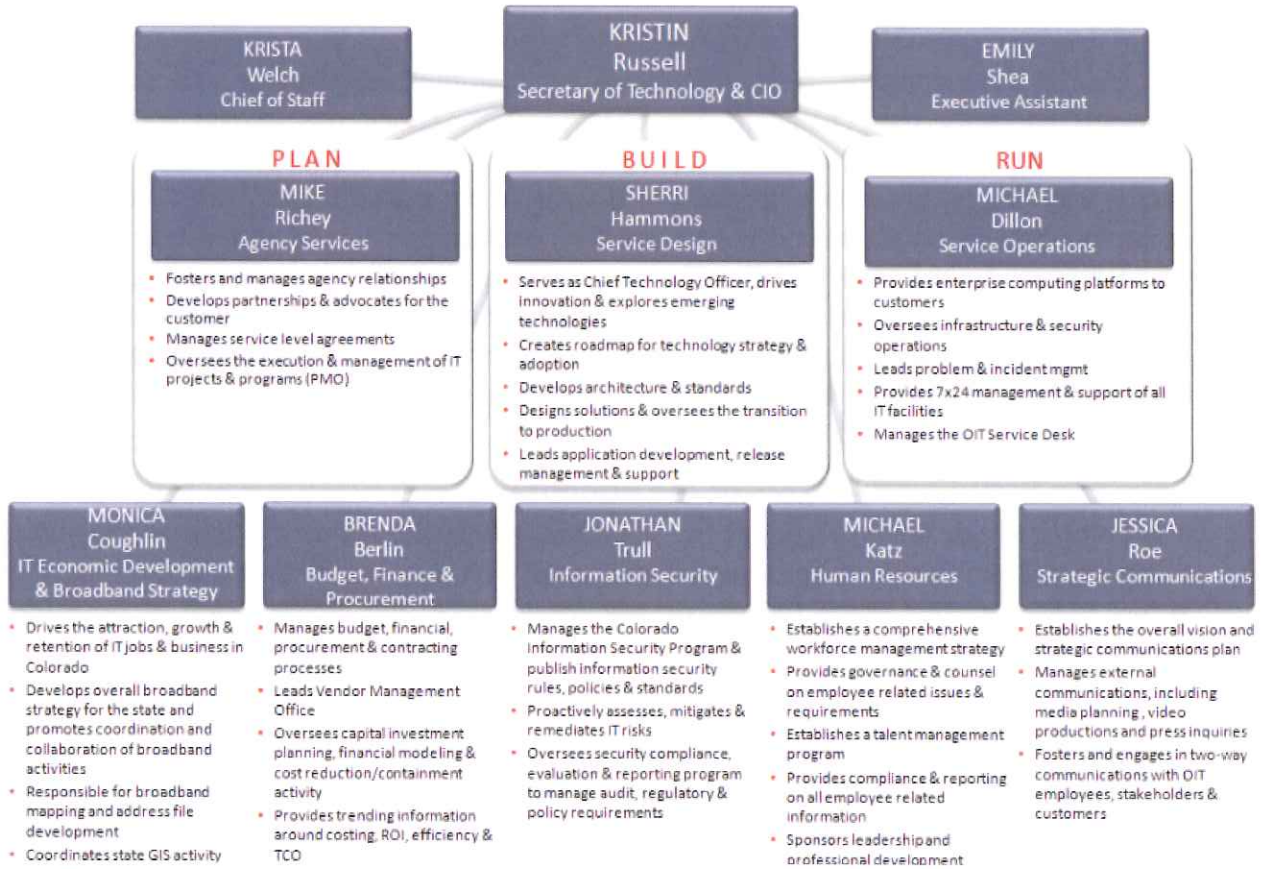 KRISTA
Welch
Chief of Staff
KRISTIN
Russell
Secretary of Technology & CIO
EMILY
Shea
Executive Assistant
PLAN
MIKE
Richey
Agency Services
• Fosters and manages agency relationships
• Develops partnerships & advocates for the
customer
• Manages service level agreements
• Oversees the execution & management of IT
projects & programs (PMO)
BUILD
SHERRI
Hammons
Service Design
• Serves as Chief Technology Officer, drives
innovation & explores emerging
technologies
• Creates roadmap for technology strategy &
adoption
• Develops architecture & standards
• Designs solutions & oversees the transition
to production
• Leads application development, release
management & support
RUN
MICHAEL
Dillon
Service Operations
• Provides enterprise computing platforms to
customers
• Oversees infrastructure & security
operations
• Leads problem & incident mgmt
• Provides 7x24 management & support of all
IT facilities
• Manages the OIT Service Desk
MONICA
Coughlin
IT Economic Development
& Broadband Strategy
• Drives the attraction, growth &
retention of IT jobs & business in
Colorado
• Develops overall broadband
strategy for the state and
promotes coordination and
collaboration of broadband
activities
• Responsible for broadband
mapping and address file
development
• Coordinates state GIS activity
BRENDA
Berlin
Budget, Finance &
Procurement
• Manages budget, financial,
procurement & contracting
processes
• Leads Vendor Management
Office
• Oversees capital investment
planning, financial modeling &
cost reduction/containment
activity
• Provides trending information
around costing, ROI, efficiency &
TCO
JONATHAN
Trull
Information Security
• Manages the Colorado
Information Security Program &
publish information security
rules, policies & standards
• Proactively assesses, mitigates &
remediates IT risks
• Oversees security compliance,
evaluation & reporting program
to manage audit, regulatory &
policy requirements
MICHAEL
Katz
Human Resources
• Establishes a comprehensive
workforce management strategy
• Provides governance & counsel
on employee related issues &
requirements
• Establishes a talent management
program
• Provides compliance & reporting
on all employee related
information
• Sponsors leadership and
professional development
JESSICA
Roe
Strategic Communications
• Establishes the overall vision and
strategic communications plan
• Manages external
communications, including
media planning, video
productions and press inquiries
• Fosters and engages in two-way
communications with OIT
employees, stakeholders &
customers